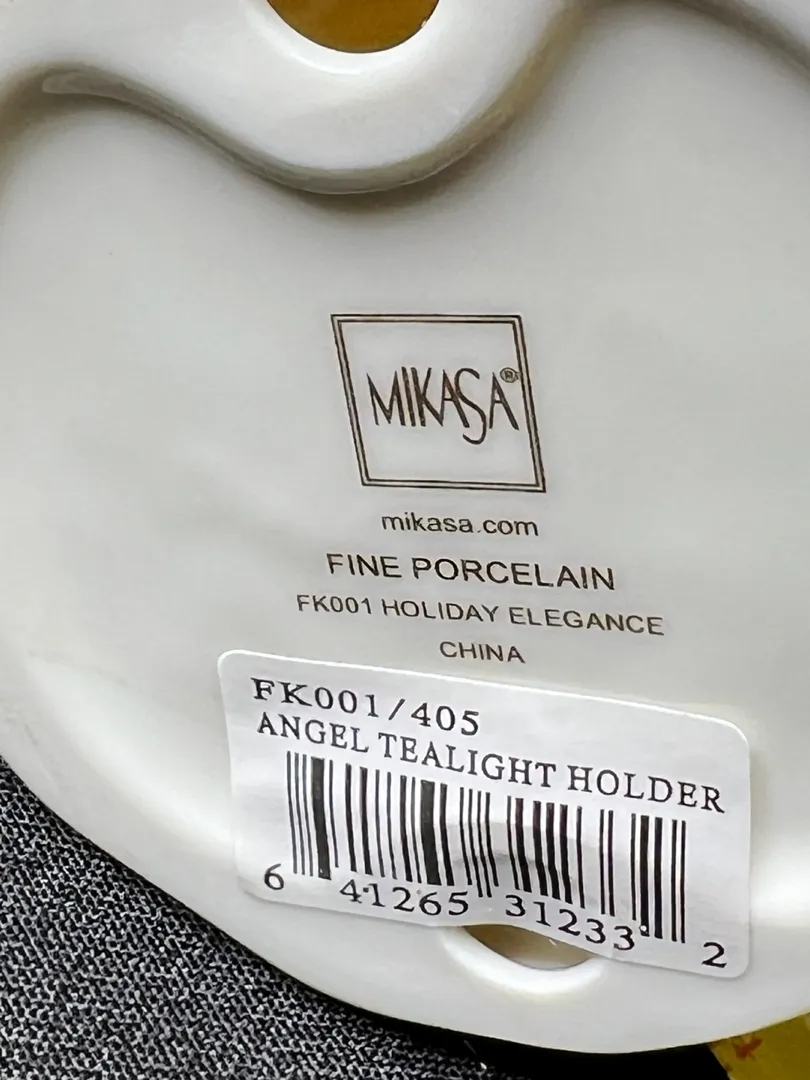 MIKASA®
mikasa.com
FINE PORCELAIN
FK001 HOLIDAY ELEGANCE
CHINA
FK001/405
ANGEL TEALIGHT HOLDER
6 41265 31233 2